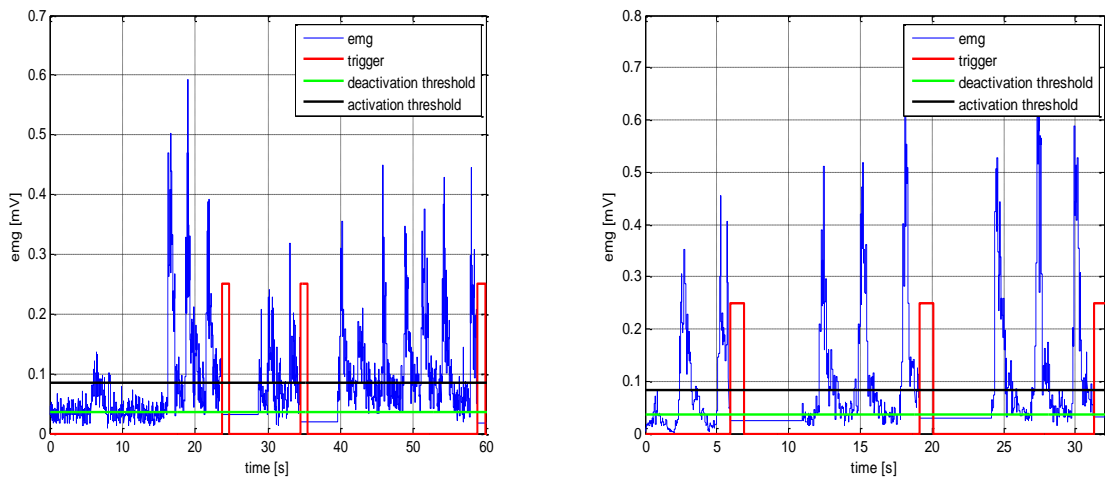 0.7
0.6
0.5
0.4
0.3
0.2
0.1
0
emg [mV]
0 10 20 30 40 50 60
time [s]
emg
trigger
deactivation threshold
activation threshold
0.8
0.7
0.6
0.5
0.4
0.3
0.2
0.1
0
emg [mV]
0 5 10 15 20 25 30
time [s]
emg
trigger
deactivation threshold
activation threshold